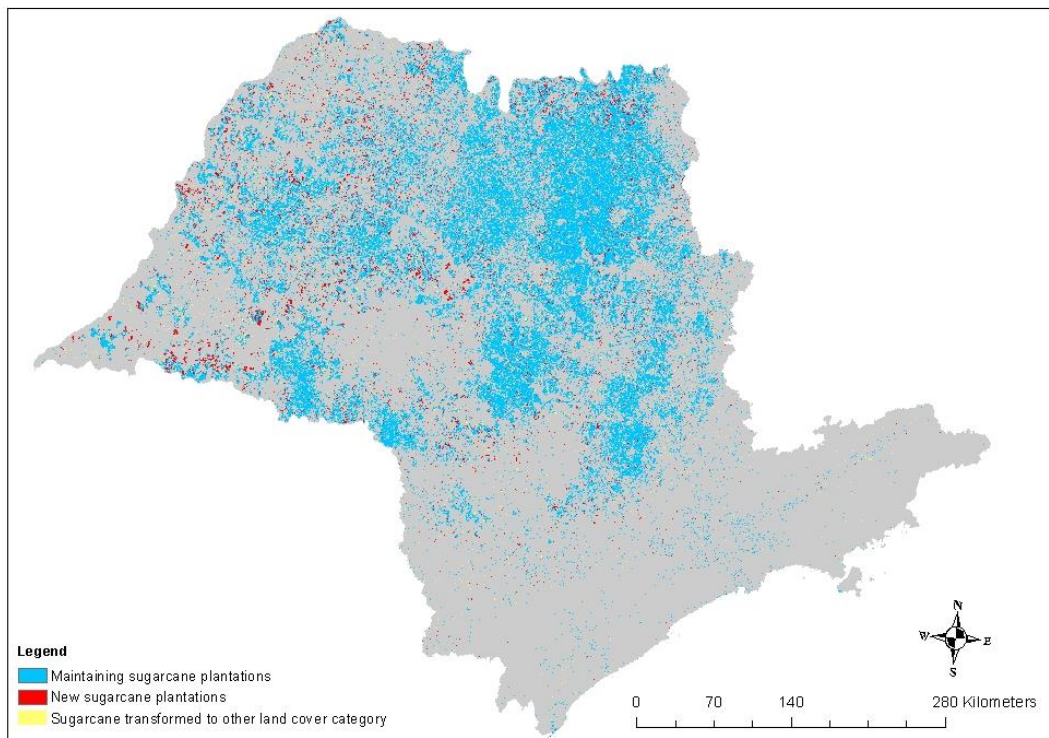 N
W E
S
Legend
Maintaining sugarcane plantations
New sugarcane plantations
Sugarcane transformed to other land cover category
0 70 140 280 Kilometers